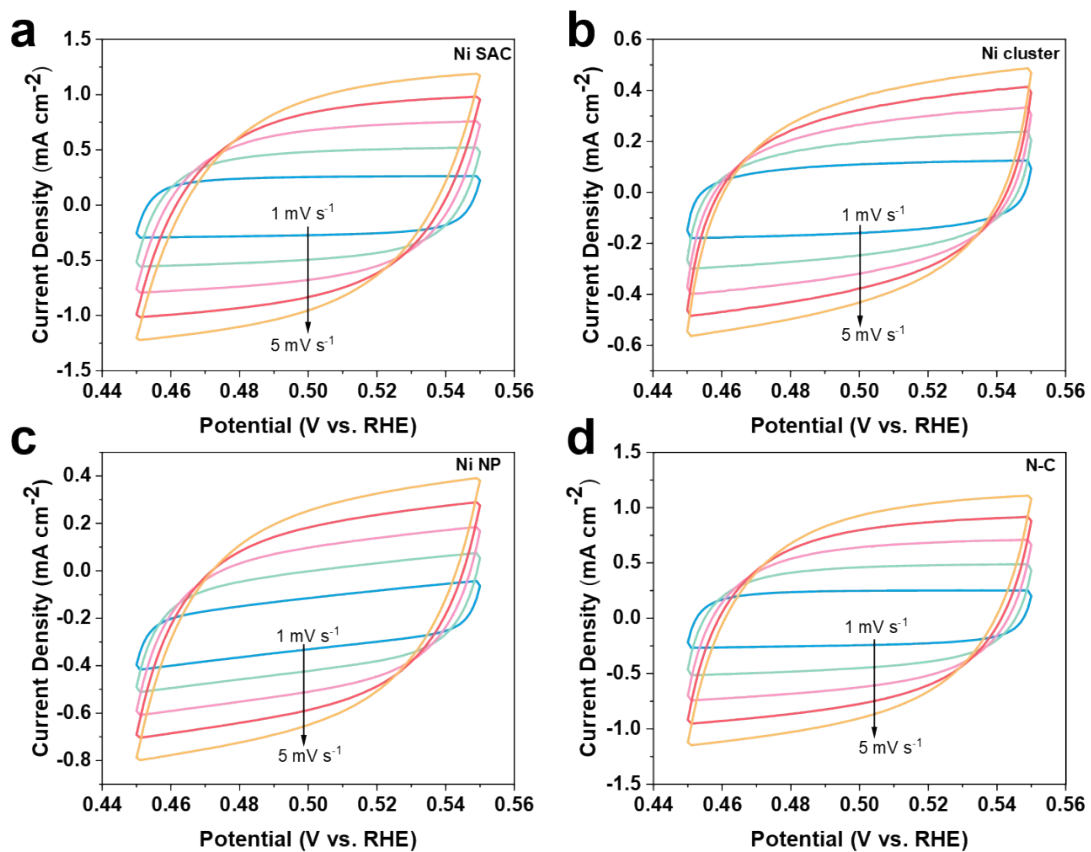 a
Ni SAC
1.5
1.0
0.5
0.0
-0.5
-1.0
-1.5
Current Density (mA cm⁻²)
1 mV s⁻¹
5 mV s⁻¹
0.44 0.46 0.48 0.50 0.52 0.54 0.56
Potential (V vs. RHE)
b
Ni cluster
0.6
0.4
0.2
0.0
-0.2
-0.4
-0.6
Current Density (mA cm⁻²)
1 mV s⁻¹
5 mV s⁻¹
0.44 0.46 0.48 0.50 0.52 0.54 0.56
Potential (V vs. RHE)
c
Ni NP
0.4
0.2
0.0
-0.2
-0.4
-0.6
-0.8
Current Density (mA cm⁻²)
1 mV s⁻¹
5 mV s⁻¹
0.44 0.46 0.48 0.50 0.52 0.54 0.56
Potential (V vs. RHE)
d
N-C
1.5
1.0
0.5
0.0
-0.5
-1.0
-1.5
Current Density (mA cm⁻²)
1 mV s⁻¹
5 mV s⁻¹
0.44 0.46 0.48 0.50 0.52 0.54 0.56
Potential (V vs. RHE)